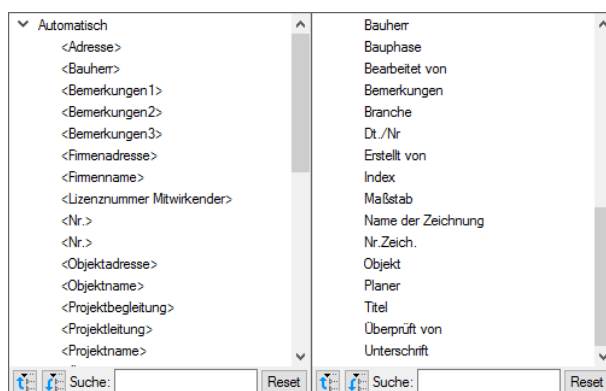 Automatisch
<Adresse>
<Bauherr>
<Bemerkungen1>
<Bemerkungen2>
<Bemerkungen3>
<Firmenadresse>
<Firmenname>
<Lizenznummer Mitwirkender>
<Nr.>
<Nr.>
<Objektadresse>
<Objektname>
<Projektbegleitung>
<Projektleitung>
<Projektname>
Suche:
Reset
Bauherr
Bauphase
Bearbeitet von
Bemerkungen
Branche
Dt./Nr
Erstellt von
Index
Maßstab
Name der Zeichnung
Nr.Zeich.
Objekt
Planer
Titel
Überprüft von
Unterschrift
Suche:
Reset